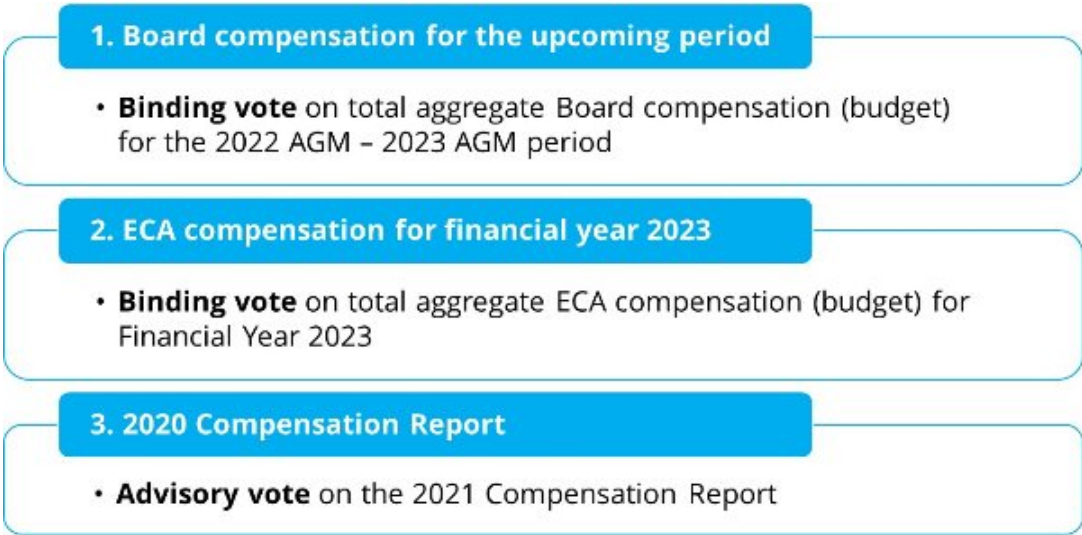 1. Board compensation for the upcoming period
• Binding vote on total aggregate Board compensation (budget)
for the 2022 AGM – 2023 AGM period
2. ECA compensation for financial year 2023
• Binding vote on total aggregate ECA compensation (budget) for
Financial Year 2023
3. 2020 Compensation Report
• Advisory vote on the 2021 Compensation Report